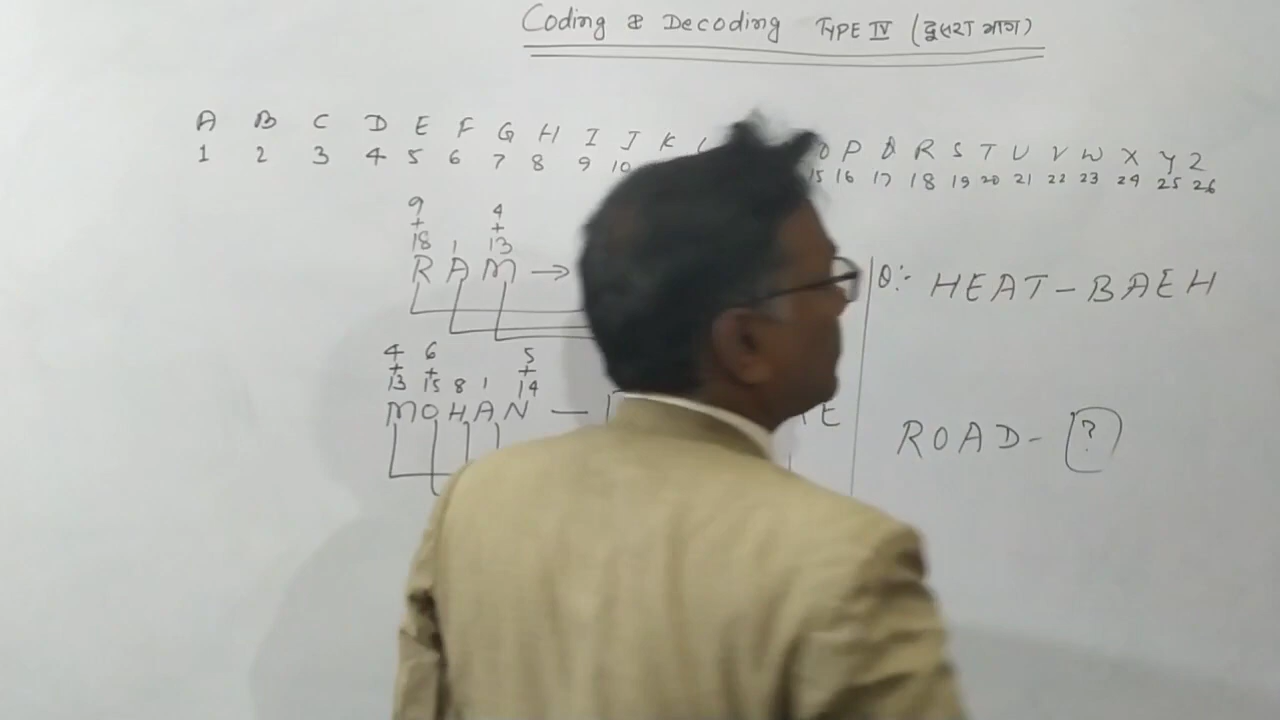 Coding & Decoding TYPE IV (दूसरा भाग)
A B C D E F G H I J K O P Q R S T U V W X Y Z
1 2 3 4 5 6 7 8 9 10 15 16 17 18 19 20 21 22 23 24 25 26
9 4
+ +
18 1 13
R A M →
Q:- HEAT - BAEH
4 6 5
+ + +
13 15 8 1 14
M O H A N — E
ROAD - ?